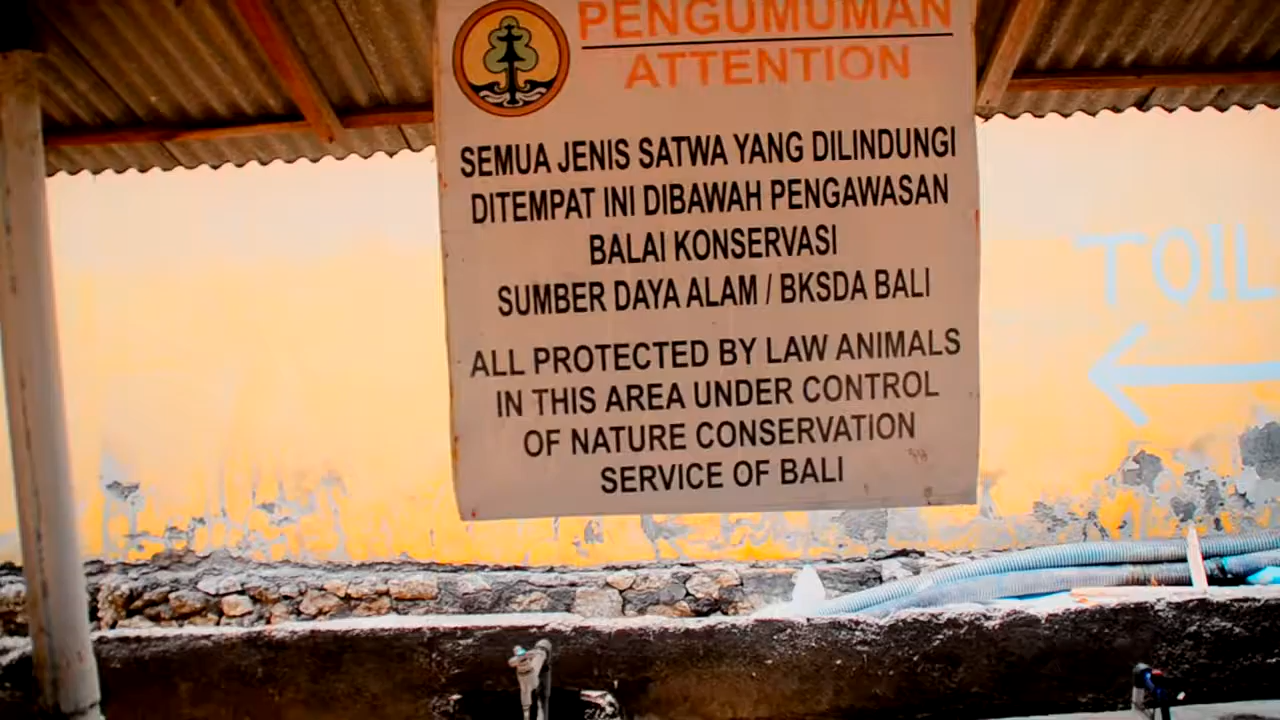 PENGUMUMAN
ATTENTION
SEMUA JENIS SATWA YANG DILINDUNGI
DITEMPAT INI DIBAWAH PENGAWASAN
BALAI KONSERVASI
SUMBER DAYA ALAM / BKSDA BALI
ALL PROTECTED BY LAW ANIMALS
IN THIS AREA UNDER CONTROL
OF NATURE CONSERVATION
SERVICE OF BALI
TOIL